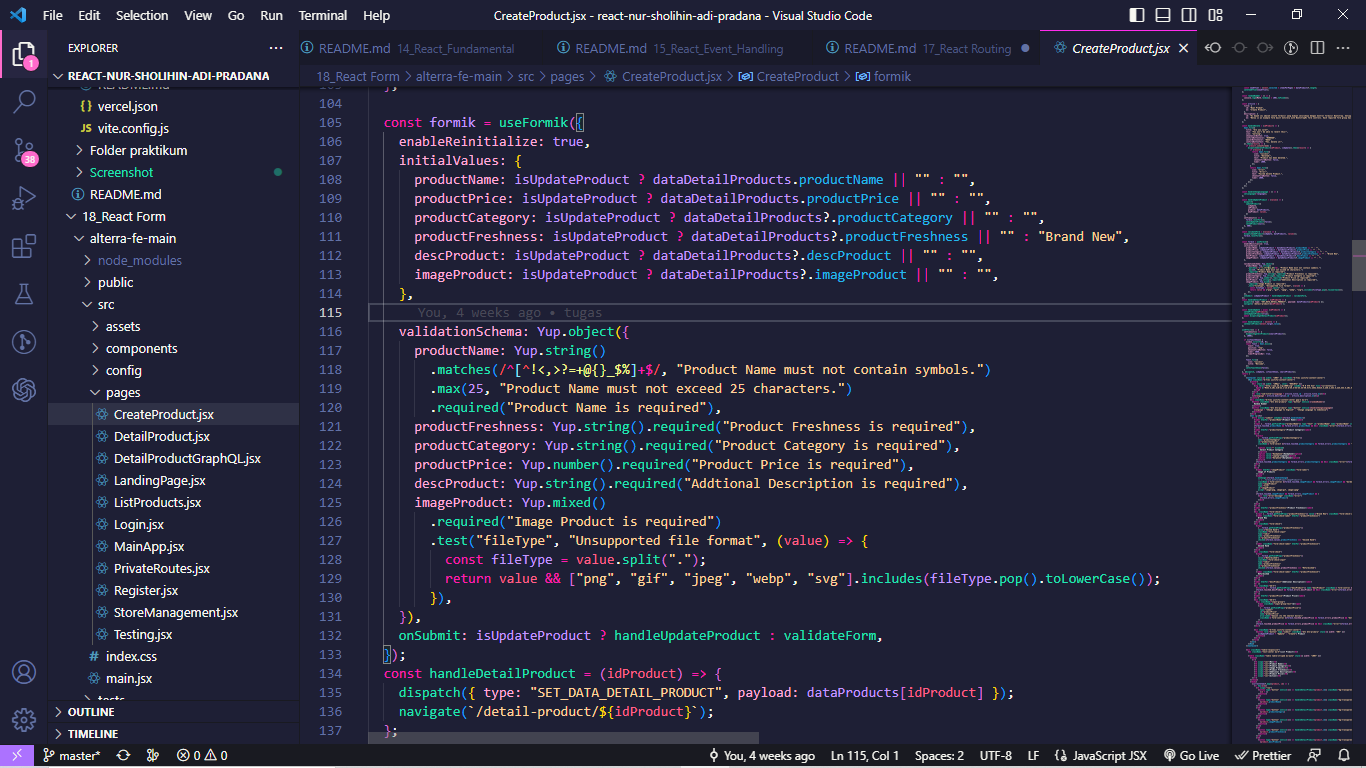 File Edit Selection View Go Run Terminal Help CreateProduct.jsx - react-nur-sholihin-adi-pradana - Visual Studio Code
EXPLORER ···
README.md 14_React_Fundamental README.md 15_React_Event_Handling README.md 17_React Routing CreateProduct.jsx
18_React Form > alterra-fe-main > src > pages > CreateProduct.jsx > CreateProduct > formik
REACT-NUR-SHOLIHIN-ADI-PRADANA
README.md
{} vercel.json
JS vite.config.js
Folder praktikum
Screenshot
README.md
18_React Form
alterra-fe-main
node_modules
public
src
assets
components
config
pages
CreateProduct.jsx
DetailProduct.jsx
DetailProductGraphQL.jsx
LandingPage.jsx
ListProducts.jsx
Login.jsx
MainApp.jsx
PrivateRoutes.jsx
Register.jsx
StoreManagement.jsx
Testing.jsx
# index.css
main.jsx
tests
OUTLINE
TIMELINE
1
38
103 };
104
105 const formik = useFormik({
106 enableReinitialize: true,
107 initialValues: {
108 productName: isUpdateProduct ? dataDetailProducts.productName || "" : "",
109 productPrice: isUpdateProduct ? dataDetailProducts.productPrice || "" : "",
110 productCategory: isUpdateProduct ? dataDetailProducts?.productCategory || "" : "",
111 productFreshness: isUpdateProduct ? dataDetailProducts?.productFreshness || "" : "Brand New",
112 descProduct: isUpdateProduct ? dataDetailProducts?.descProduct || "" : "",
113 imageProduct: isUpdateProduct ? dataDetailProducts?.imageProduct || "" : "",
114 },
115 You, 4 weeks ago • tugas
116 validationSchema: Yup.object({
117 productName: Yup.string()
118 .matches(/^[^!<,>?=+@{}_$%]+$/, "Product Name must not contain symbols.")
119 .max(25, "Product Name must not exceed 25 characters.")
120 .required("Product Name is required"),
121 productFreshness: Yup.string().required("Product Freshness is required"),
122 productCategory: Yup.string().required("Product Category is required"),
123 productPrice: Yup.number().required("Product Price is required"),
124 descProduct: Yup.string().required("Addtional Description is required"),
125 imageProduct: Yup.mixed()
126 .required("Image Product is required")
127 .test("fileType", "Unsupported file format", (value) => {
128 const fileType = value.split(".");
129 return value && ["png", "gif", "jpeg", "webp", "svg"].includes(fileType.pop().toLowerCase());
130 }),
131 }),
132 onSubmit: isUpdateProduct ? handleUpdateProduct : validateForm,
133 });
134 const handleDetailProduct = (idProduct) => {
135 dispatch({ type: "SET_DATA_DETAIL_PRODUCT", payload: dataProducts[idProduct] });
136 navigate(`/detail-product/${idProduct}`);
137 };
master* 0 0 You, 4 weeks ago Ln 115, Col 1 Spaces: 2 UTF-8 LF {} JavaScript JSX Go Live Prettier